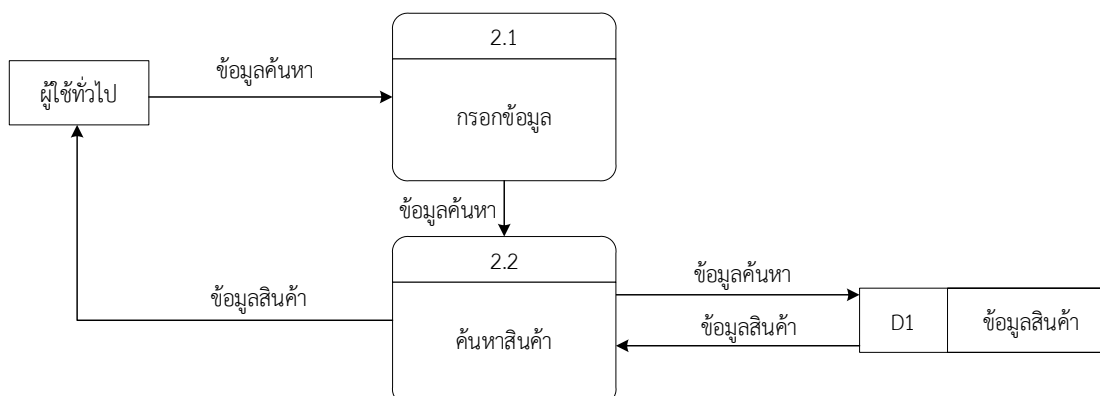 2.1
ข้อมูลค้นหา
ผู้ใช้ทั่วไป
กรอกข้อมูล
ข้อมูลค้นหา
2.2
ข้อมูลค้นหา
ข้อมูลสินค้า
D1
ข้อมูลสินค้า
ข้อมูลสินค้า
ค้นหาสินค้า